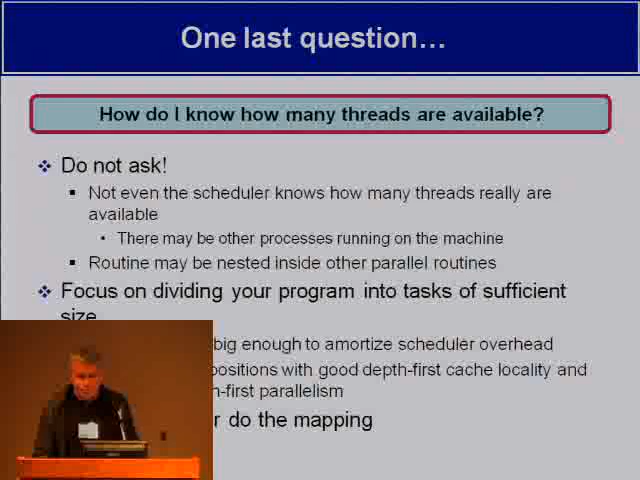 One last question…
How do I know how many threads are available?
Do not ask!
Not even the scheduler knows how many threads really are
available
There may be other processes running on the machine
Routine may be nested inside other parallel routines
Focus on dividing your program into tasks of sufficient
size
big enough to amortize scheduler overhead
with good depth-first cache locality and
parallelism
do the mapping